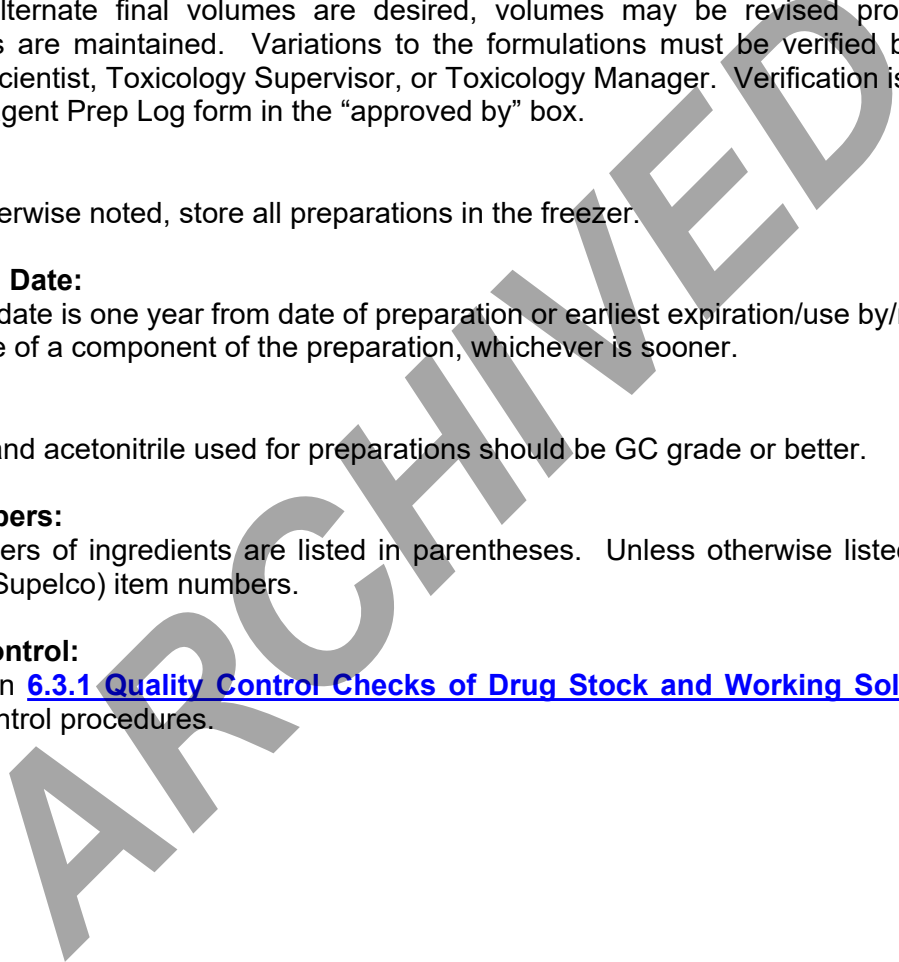 lternate final volumes are desired, volumes may be revised pro
s are maintained. Variations to the formulations must be verified b
cientist, Toxicology Supervisor, or Toxicology Manager. Verification is
gent Prep Log form in the “approved by” box.
erwise noted, store all preparations in the freezer.
Date:
date is one year from date of preparation or earliest expiration/use by/r
e of a component of the preparation, whichever is sooner.
and acetonitrile used for preparations should be GC grade or better.
bers:
ers of ingredients are listed in parentheses. Unless otherwise listed
Supelco) item numbers.
ontrol:
n 6.3.1 Quality Control Checks of Drug Stock and Working Sol
ntrol procedures.
ARCHIVED